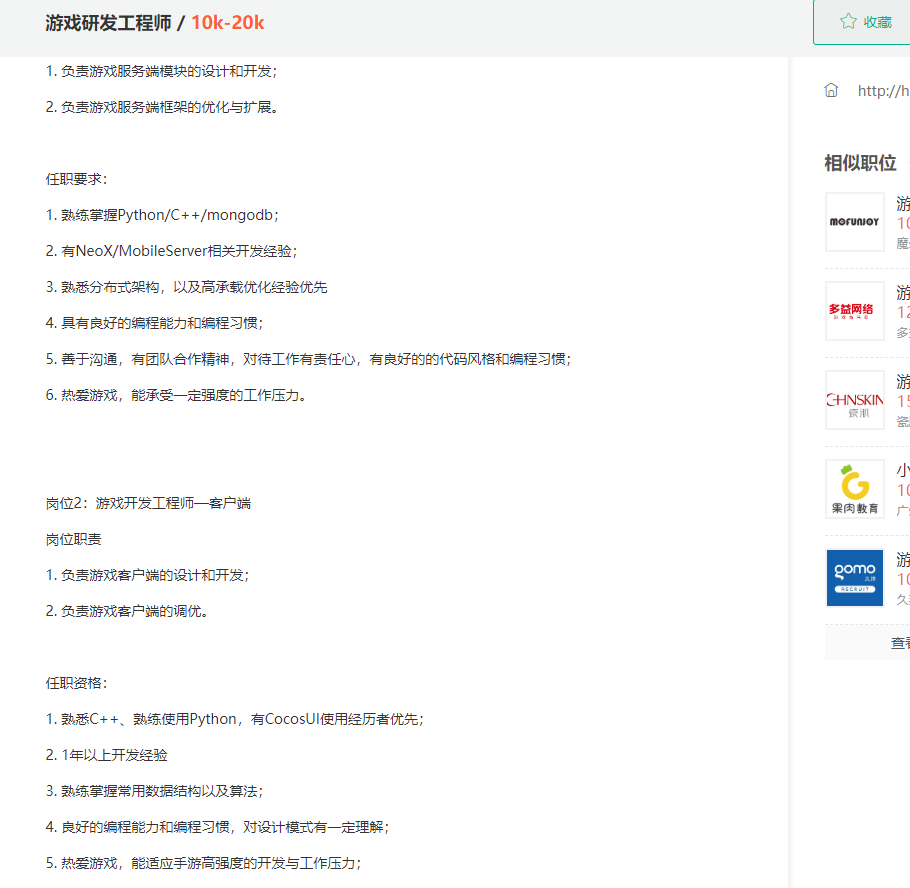 游戏研发工程师 / 10k-20k
收藏
1. 负责游戏服务端模块的设计和开发；
2. 负责游戏服务端框架的优化与扩展。
任职要求：
1. 熟练掌握Python/C++/mongodb；
2. 有NeoX/MobileServer相关开发经验；
3. 熟悉分布式架构，以及高承载优化经验优先
4. 具有良好的编程能力和编程习惯；
5. 善于沟通，有团队合作精神，对待工作有责任心，有良好的的代码风格和编程习惯；
6. 热爱游戏，能承受一定强度的工作压力。
岗位2：游戏开发工程师—客户端
岗位职责
1. 负责游戏客户端的设计和开发；
2. 负责游戏客户端的调优。
任职资格：
1. 熟悉C++、熟练使用Python，有CocosUI使用经历者优先；
2. 1年以上开发经验
3. 熟练掌握常用数据结构以及算法；
4. 良好的编程能力和编程习惯，对设计模式有一定理解；
5. 热爱游戏，能适应手游高强度的开发与工作压力；
http://h
相似职位
MOFUNJOY
游
10
魔
多益网络
游
12
多
CHNSKIN
瓷肌
游
15
瓷
果肉教育
小
10
广
gomo
久邦
RECRUIT
游
10
久
查看